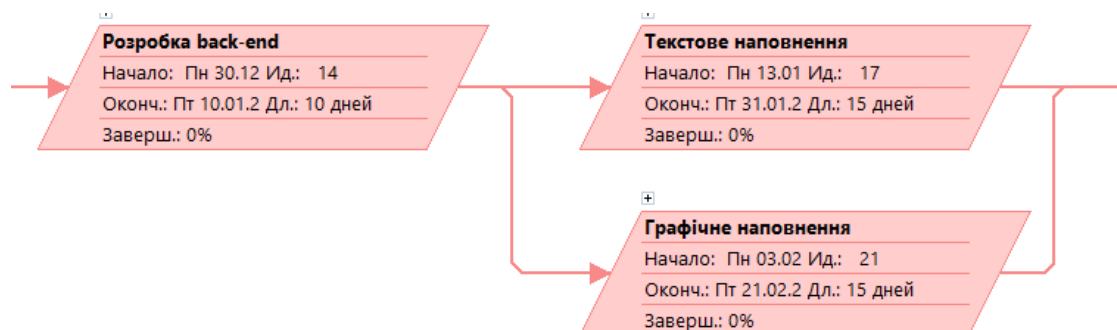 Розробка back-end
Начало: Пн 30.12 Ид.: 14
Оконч.: Пт 10.01.2 Дл.: 10 дней
Заверш.: 0%
Текстове наповнення
Начало: Пн 13.01 Ид.: 17
Оконч.: Пт 31.01.2 Дл.: 15 дней
Заверш.: 0%
Графічне наповнення
Начало: Пн 03.02 Ид.: 21
Оконч.: Пт 21.02.2 Дл.: 15 дней
Заверш.: 0%